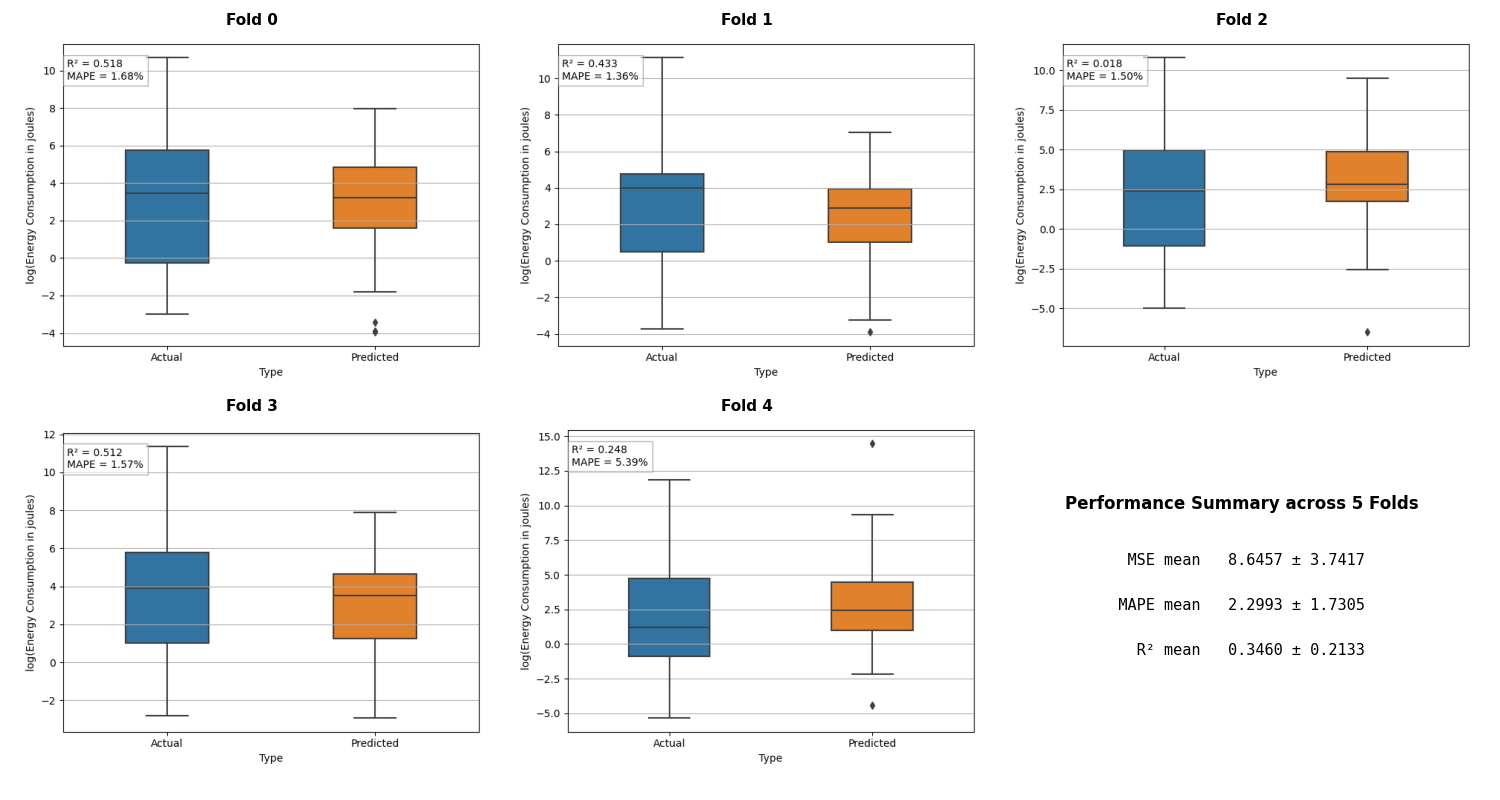 Fold 0
R² = 0.518
MAPE = 1.68%
10
8
6
4
2
0
−2
−4
log(Energy Consumption in joules)
Actual
Predicted
Type
Fold 1
R² = 0.433
MAPE = 1.36%
10
8
6
4
2
0
−2
−4
log(Energy Consumption in joules)
Actual
Predicted
Type
Fold 2
R² = 0.018
MAPE = 1.50%
10.0
7.5
5.0
2.5
0.0
−2.5
−5.0
log(Energy Consumption in joules)
Actual
Predicted
Type
Fold 3
R² = 0.512
MAPE = 1.57%
12
10
8
6
4
2
0
−2
log(Energy Consumption in joules)
Actual
Predicted
Type
Fold 4
R² = 0.248
MAPE = 5.39%
15.0
12.5
10.0
7.5
5.0
2.5
0.0
−2.5
−5.0
log(Energy Consumption in joules)
Actual
Predicted
Type
Performance Summary across 5 Folds
MSE mean 8.6457 ± 3.7417
MAPE mean 2.2993 ± 1.7305
R² mean 0.3460 ± 0.2133